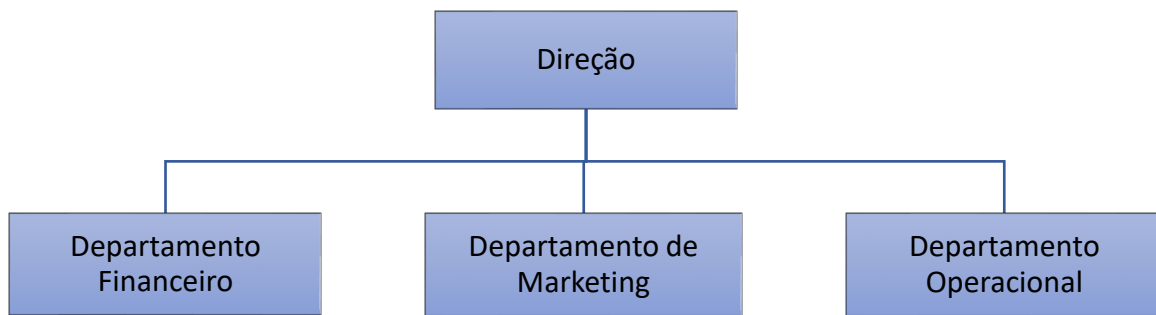 Direção
Departamento
Financeiro
Departamento de
Marketing
Departamento
Operacional